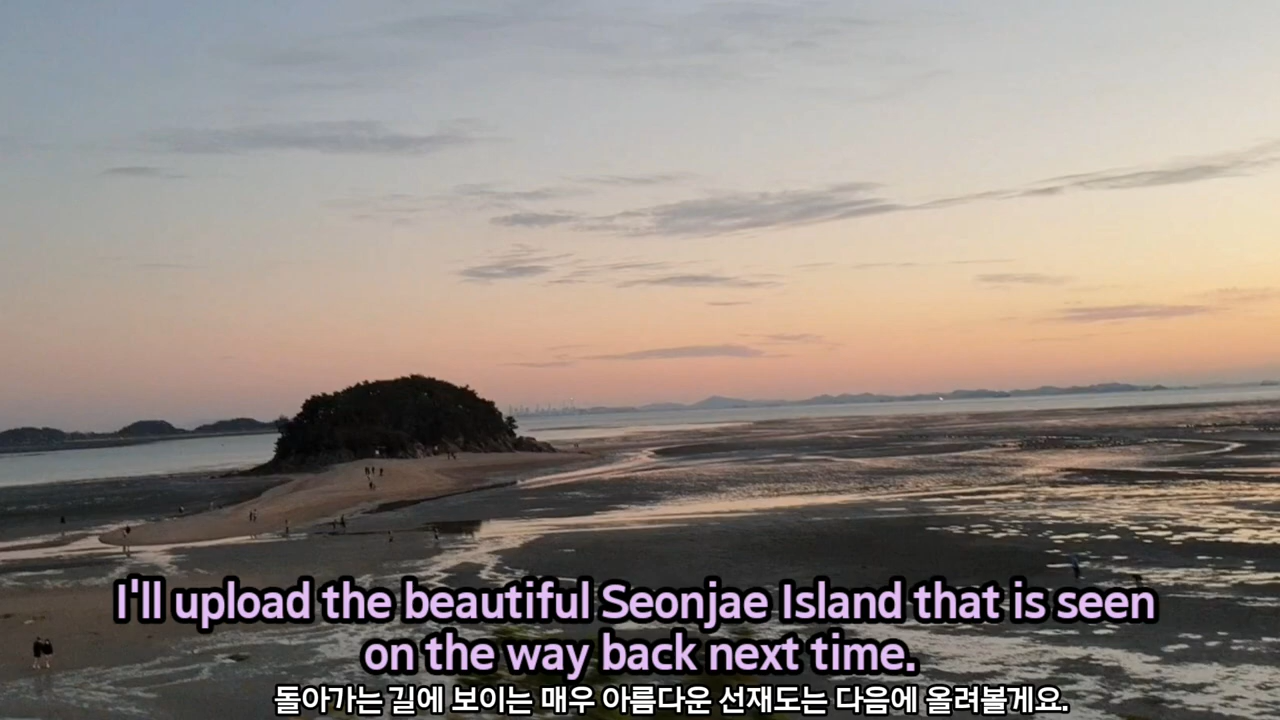 I'll upload the beautiful Seonjae Island that is seen
on the way back next time.
돌아가는 길에 보이는 매우 아름다운 선재도는 다음에 올려볼게요.